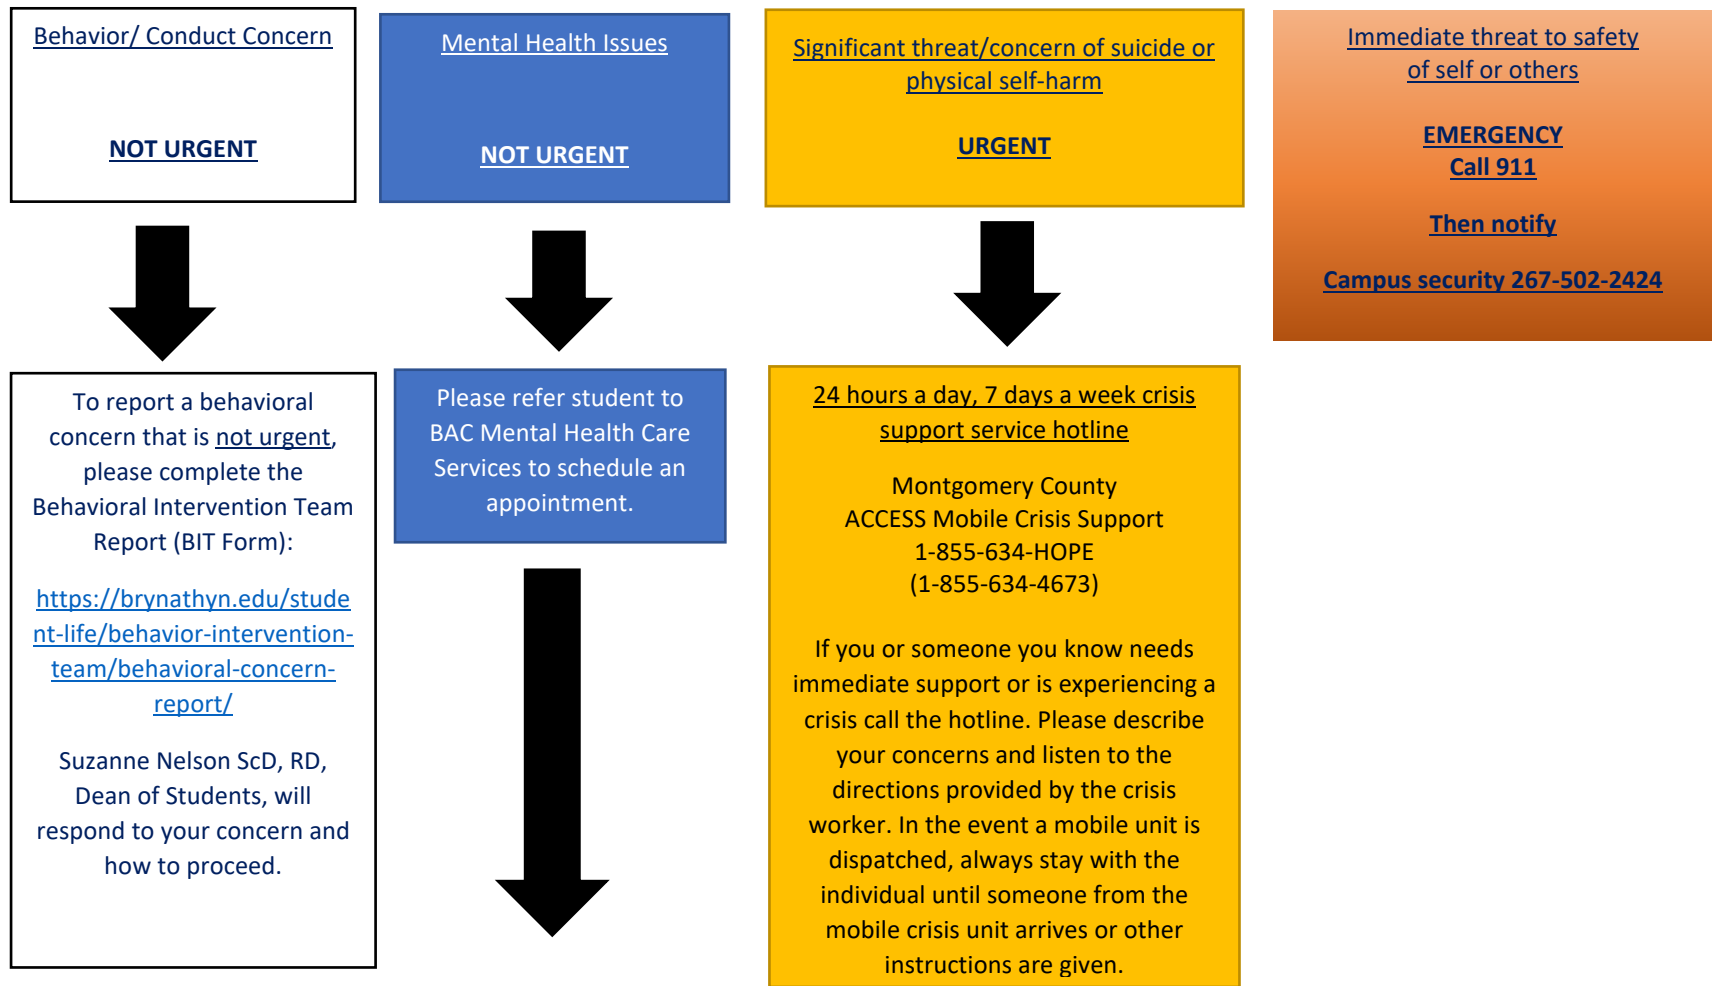 Behavior/ Conduct Concern
NOT URGENT
Mental Health Issues
NOT URGENT
Significant threat/concern of suicide or
physical self-harm
URGENT
Immediate threat to safety
of self or others
EMERGENCY
Call 911
Then notify
Campus security 267-502-2424
To report a behavioral
concern that is not urgent,
please complete the
Behavioral Intervention Team
Report (BIT Form):
https://brynathyn.edu/stude
nt-life/behavior-intervention-
team/behavioral-concern-
report/
Suzanne Nelson ScD, RD,
Dean of Students, will
respond to your concern and
how to proceed.
Please refer student to
BAC Mental Health Care
Services to schedule an
appointment.
24 hours a day, 7 days a week crisis
support service hotline
Montgomery County
ACCESS Mobile Crisis Support
1-855-634-HOPE
(1-855-634-4673)
If you or someone you know needs
immediate support or is experiencing a
crisis call the hotline. Please describe
your concerns and listen to the
directions provided by the crisis
worker. In the event a mobile unit is
dispatched, always stay with the
individual until someone from the
mobile crisis unit arrives or other
instructions are given.